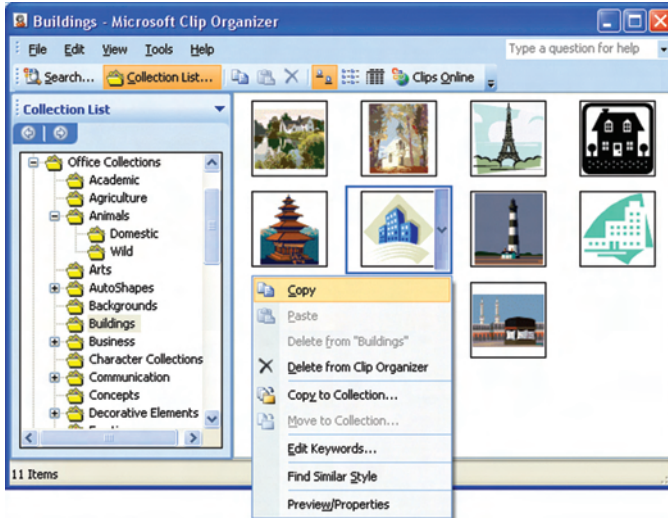 Buildings - Microsoft Clip Organizer
File Edit View Tools Help
Type a question for help
Search... Collection List... Clips Online
Collection List
Office Collections
Academic
Agriculture
Animals
Domestic
Wild
Arts
AutoShapes
Backgrounds
Buildings
Business
Character Collections
Communication
Concepts
Decorative Elements
Copy
Paste
Delete from "Buildings"
Delete from Clip Organizer
Copy to Collection...
Move to Collection...
Edit Keywords...
Find Similar Style
Preview/Properties
11 Items